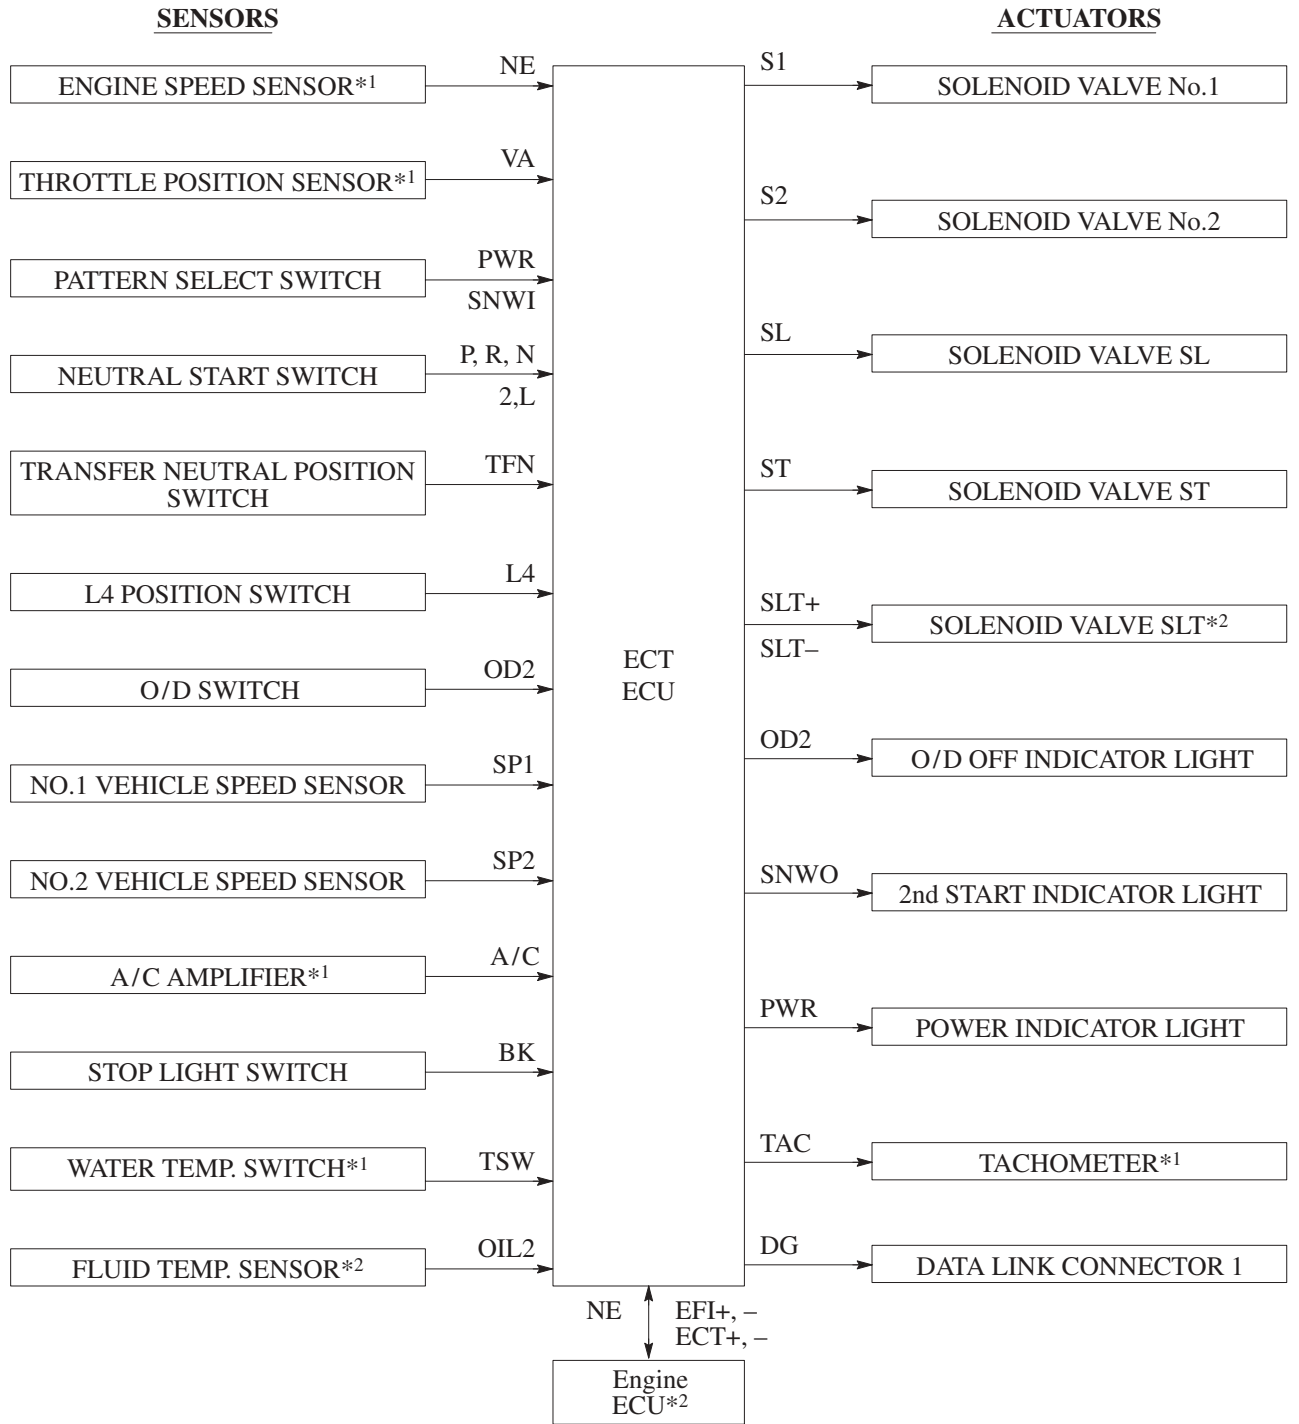 SENSORS
ACTUATORS
ENGINE SPEED SENSOR*1
NE
THROTTLE POSITION SENSOR*1
VA
PATTERN SELECT SWITCH
PWR
SNWI
NEUTRAL START SWITCH
P, R, N
2,L
TRANSFER NEUTRAL POSITION
SWITCH
TFN
L4 POSITION SWITCH
L4
O/D SWITCH
OD2
NO.1 VEHICLE SPEED SENSOR
SP1
NO.2 VEHICLE SPEED SENSOR
SP2
A/C AMPLIFIER*1
A/C
STOP LIGHT SWITCH
BK
WATER TEMP. SWITCH*1
TSW
FLUID TEMP. SENSOR*2
OIL2
ECT
ECU
S1
SOLENOID VALVE No.1
S2
SOLENOID VALVE No.2
SL
SOLENOID VALVE SL
ST
SOLENOID VALVE ST
SLT+
SLT–
SOLENOID VALVE SLT*2
OD2
O/D OFF INDICATOR LIGHT
SNWO
2nd START INDICATOR LIGHT
PWR
POWER INDICATOR LIGHT
TAC
TACHOMETER*1
DG
DATA LINK CONNECTOR 1
NE
EFI+, –
ECT+, –
Engine
ECU*2